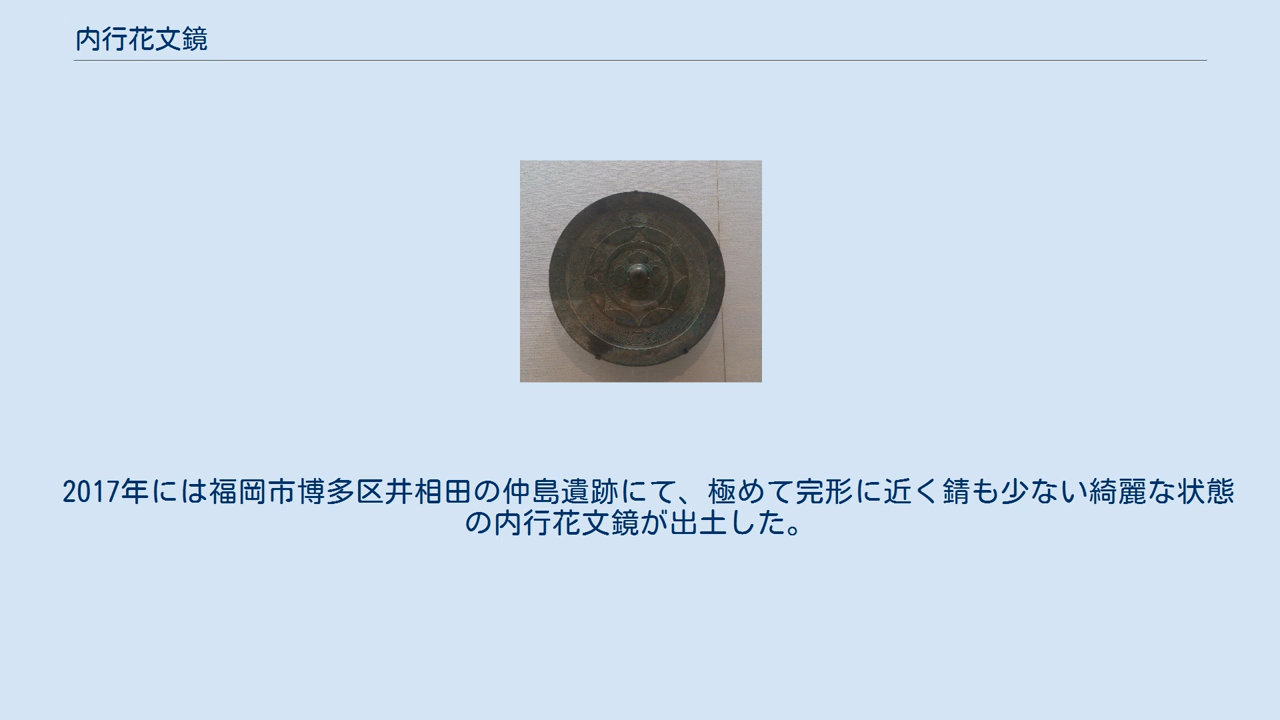 内行花文鏡
2017年には福岡市博多区井相田の仲島遺跡にて、極めて完形に近く錆も少ない綺麗な状態
の内行花文鏡が出土した。